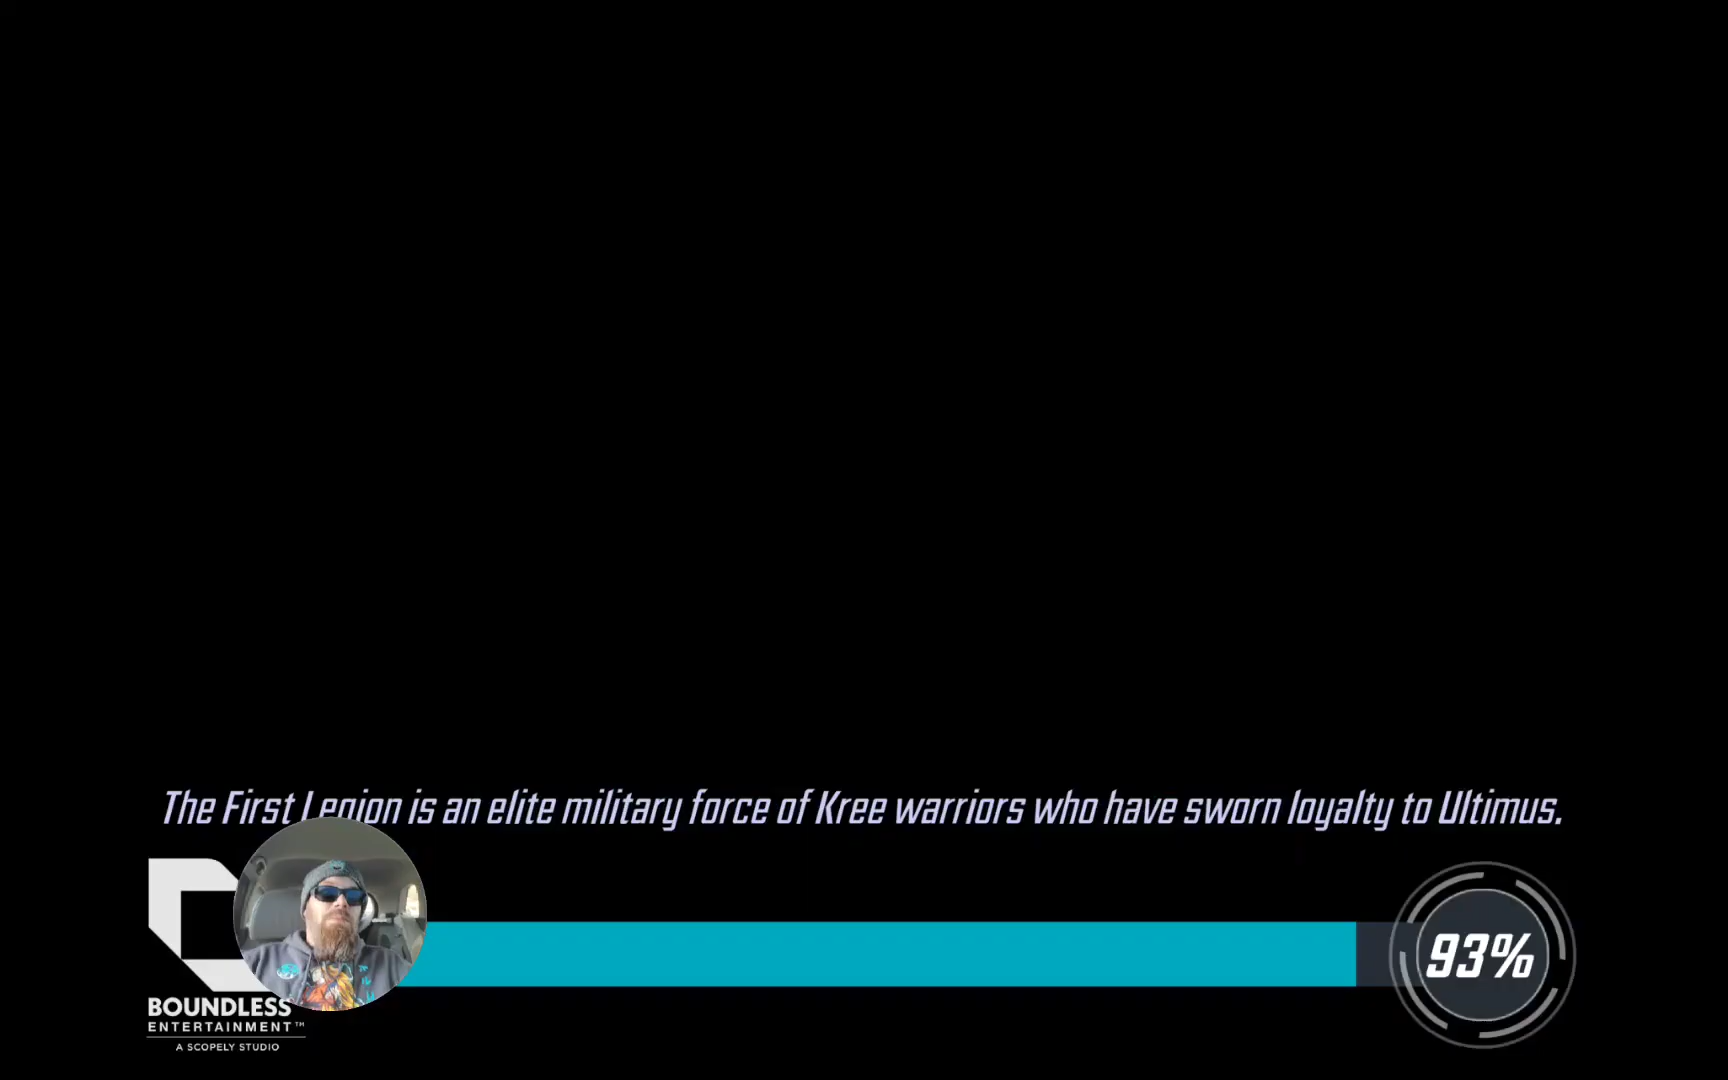 The First Legion is an elite military force of Kree warriors who have sworn loyalty to Ultimus.
93%
BOUNDLESS
ENTERTAINMENT™
A SCOPELY STUDIO